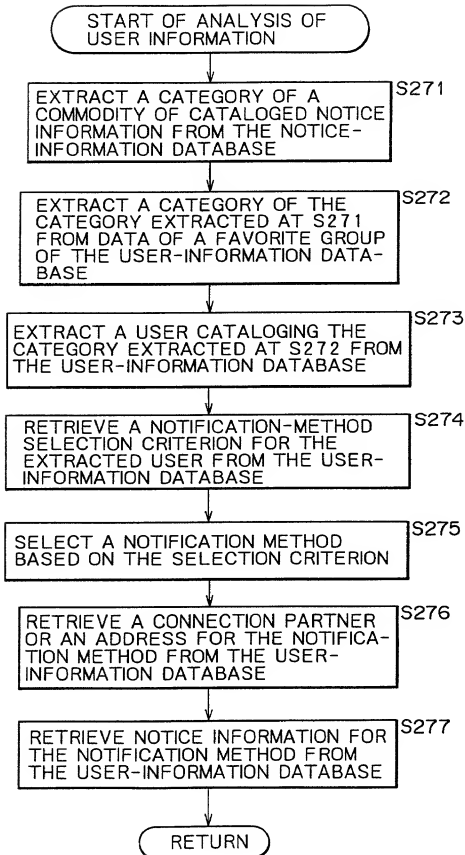 START OF ANALYSIS OF
USER INFORMATION
S271
EXTRACT A CATEGORY OF A
COMMODITY OF CATALOGED NOTICE
INFORMATION FROM THE NOTICE-
INFORMATION DATABASE
S272
EXTRACT A CATEGORY OF THE
CATEGORY EXTRACTED AT S271
FROM DATA OF A FAVORITE GROUP
OF THE USER-INFORMATION DATA-
BASE
S273
EXTRACT A USER CATALOGING THE
CATEGORY EXTRACTED AT S272 FROM
THE USER-INFORMATION DATABASE
S274
RETRIEVE A NOTIFICATION-METHOD
SELECTION CRITERION FOR THE
EXTRACTED USER FROM THE USER-
INFORMATION DATABASE
S275
SELECT A NOTIFICATION METHOD
BASED ON THE SELECTION CRITERION
S276
RETRIEVE A CONNECTION PARTNER
OR AN ADDRESS FOR THE NOTIFICA-
TION METHOD FROM THE USER-
INFORMATION DATABASE
S277
RETRIEVE NOTICE INFORMATION FOR
THE NOTIFICATION METHOD FROM
THE USER-INFORMATION DATABASE
RETURN